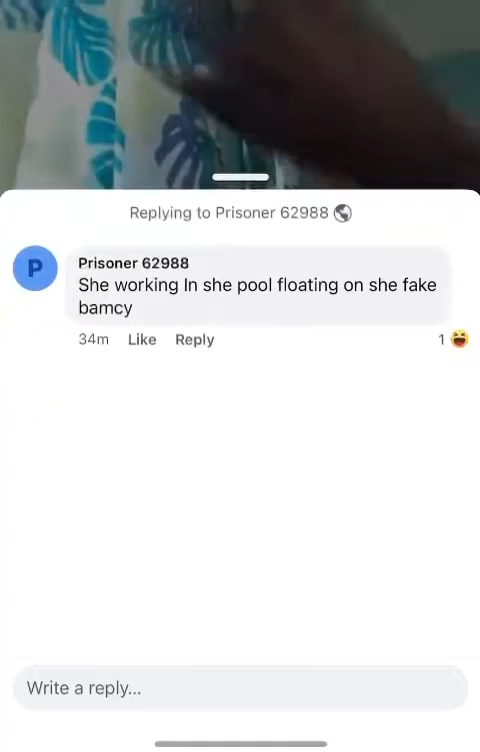 Replying to Prisoner 62988
P
Prisoner 62988
She working In she pool floating on she fake
bamcy
34m Like Reply 1
Write a reply...